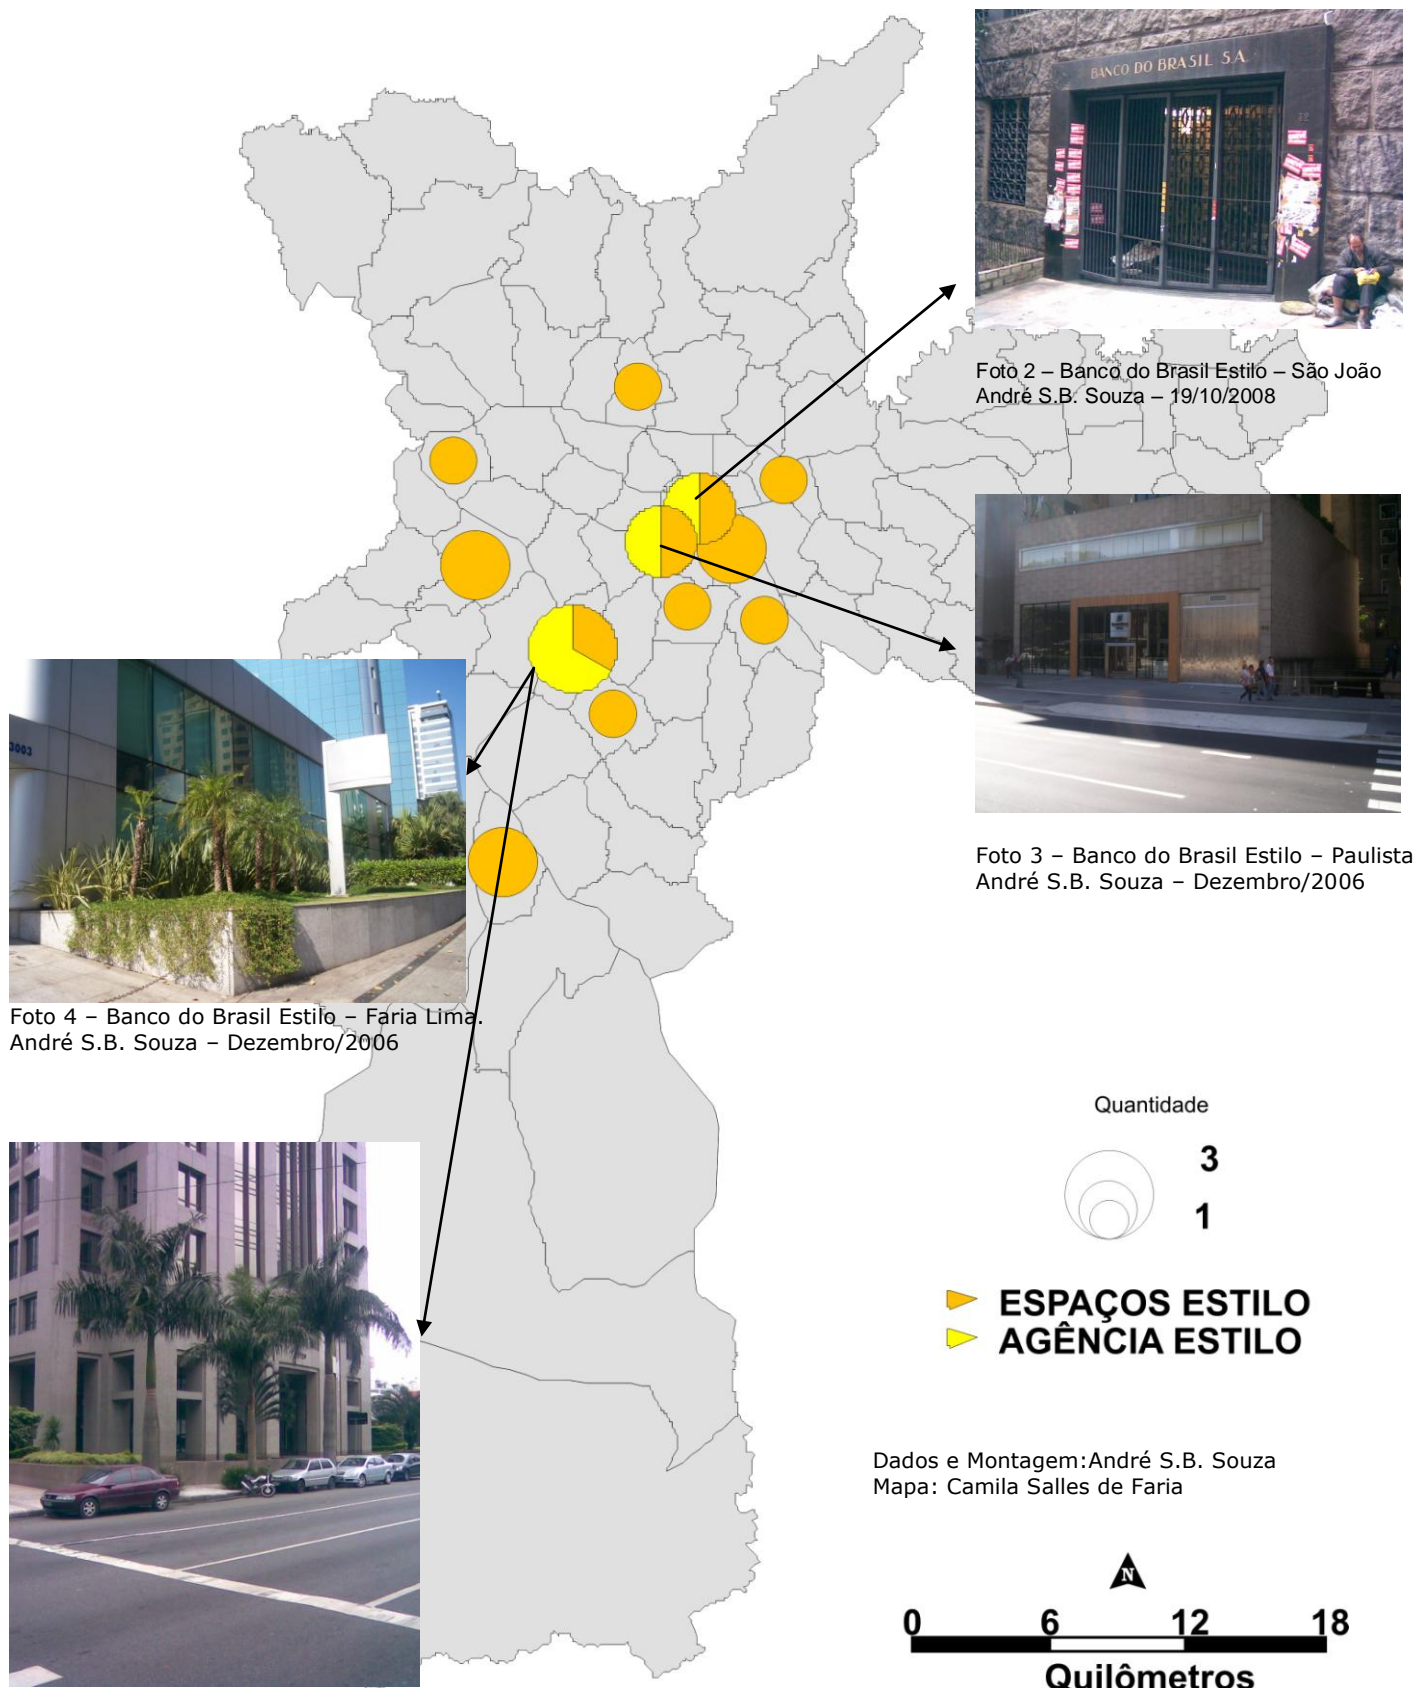 BANCO DO BRASIL S.A.
32
Foto 2 – Banco do Brasil Estilo – São João
André S.B. Souza – 19/10/2008
Foto 3 – Banco do Brasil Estilo – Paulista
André S.B. Souza – Dezembro/2006
3003
Foto 4 – Banco do Brasil Estilo – Faria Lima.
André S.B. Souza – Dezembro/2006
Quantidade
3
1
ESPAÇOS ESTILO
AGÊNCIA ESTILO
Dados e Montagem:André S.B. Souza
Mapa: Camila Salles de Faria
N
0 6 12 18
Quilômetros